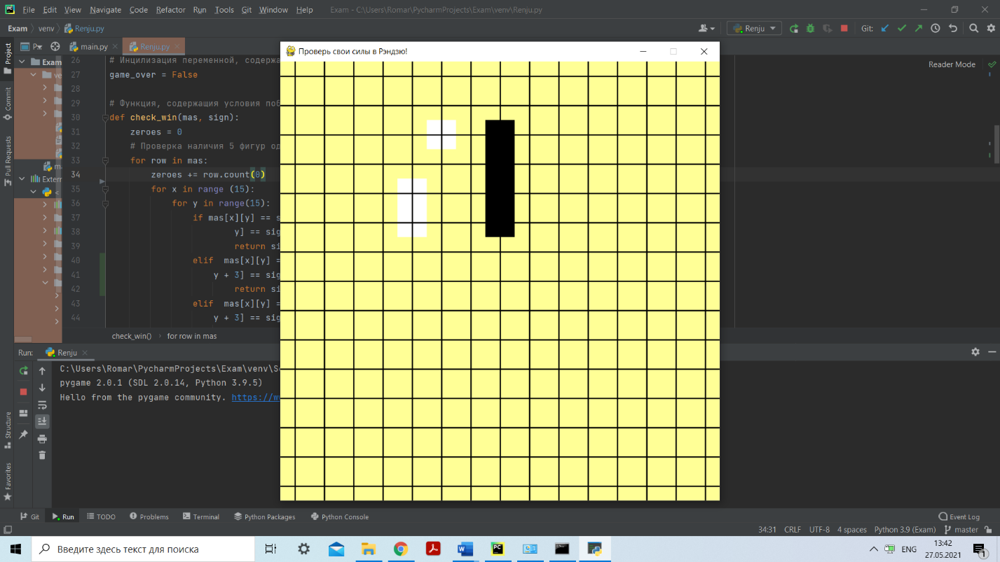 File Edit View Navigate Code Refactor Run Tools Git Window Help Exam - C:\Users\Romar\PycharmProjects\Exam\venv\Renju.py
Exam venv Renju.py Renju Git:
Project main.py Renju.py
Проверь свои силы в Рэндзю!
Reader Mode
Exam
ve
Exterr
Commit
Pull Requests
26 # Инцилизация переменной, содержа
27 game_over = False
28
29 # Функция, содержащия условия поб
30 def check_win(mas, sign):
31 zeroes = 0
32 # Проверка наличия 5 фигур од
33 for row in mas:
34 zeroes += row.count(0)
35 for x in range (15):
36 for y in range(15):
37 if mas[x][y] == s
38 y] == sig
39 return si
40 elif mas[x][y] =
41 y + 3] == sig
42 return si
43 elif mas[x][y] =
44 y + 3] == sig
check_win() for row in mas
Run: Renju
C:\Users\Romar\PycharmProjects\Exam\venv\S
pygame 2.0.1 (SDL 2.0.14, Python 3.9.5)
Hello from the pygame community. https://w
Structure
Favorites
Git Run TODO Problems Terminal Python Packages Python Console Event Log
34:31 CRLF UTF-8 4 spaces Python 3.9 (Exam) master
Введите здесь текст для поиска
ENG
13:42
27.05.2021
1